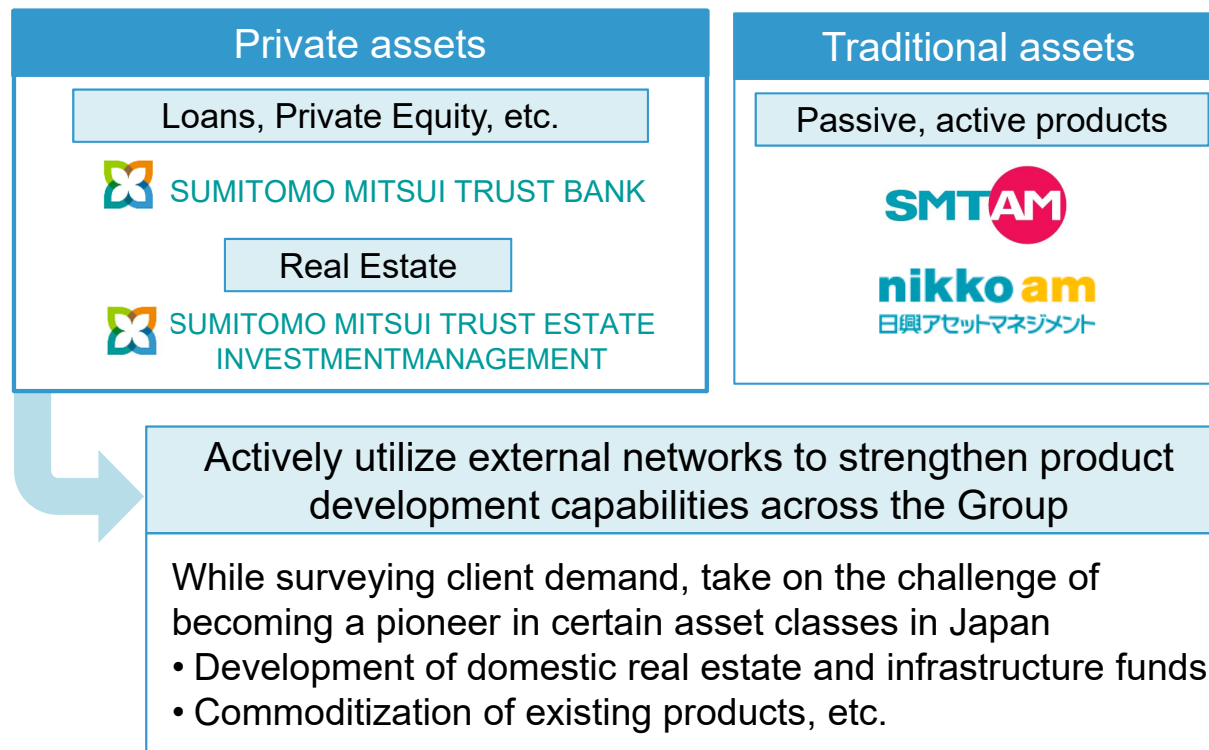 Private assets
Loans, Private Equity, etc.
SUMITOMO MITSUI TRUST BANK
Real Estate
SUMITOMO MITSUI TRUST ESTATE
INVESTMENTMANAGEMENT
Traditional assets
Passive, active products
SMTAM
nikko am
日興アセットマネジメント
Actively utilize external networks to strengthen product
development capabilities across the Group
While surveying client demand, take on the challenge of
becoming a pioneer in certain asset classes in Japan
• Development of domestic real estate and infrastructure funds
• Commoditization of existing products, etc.